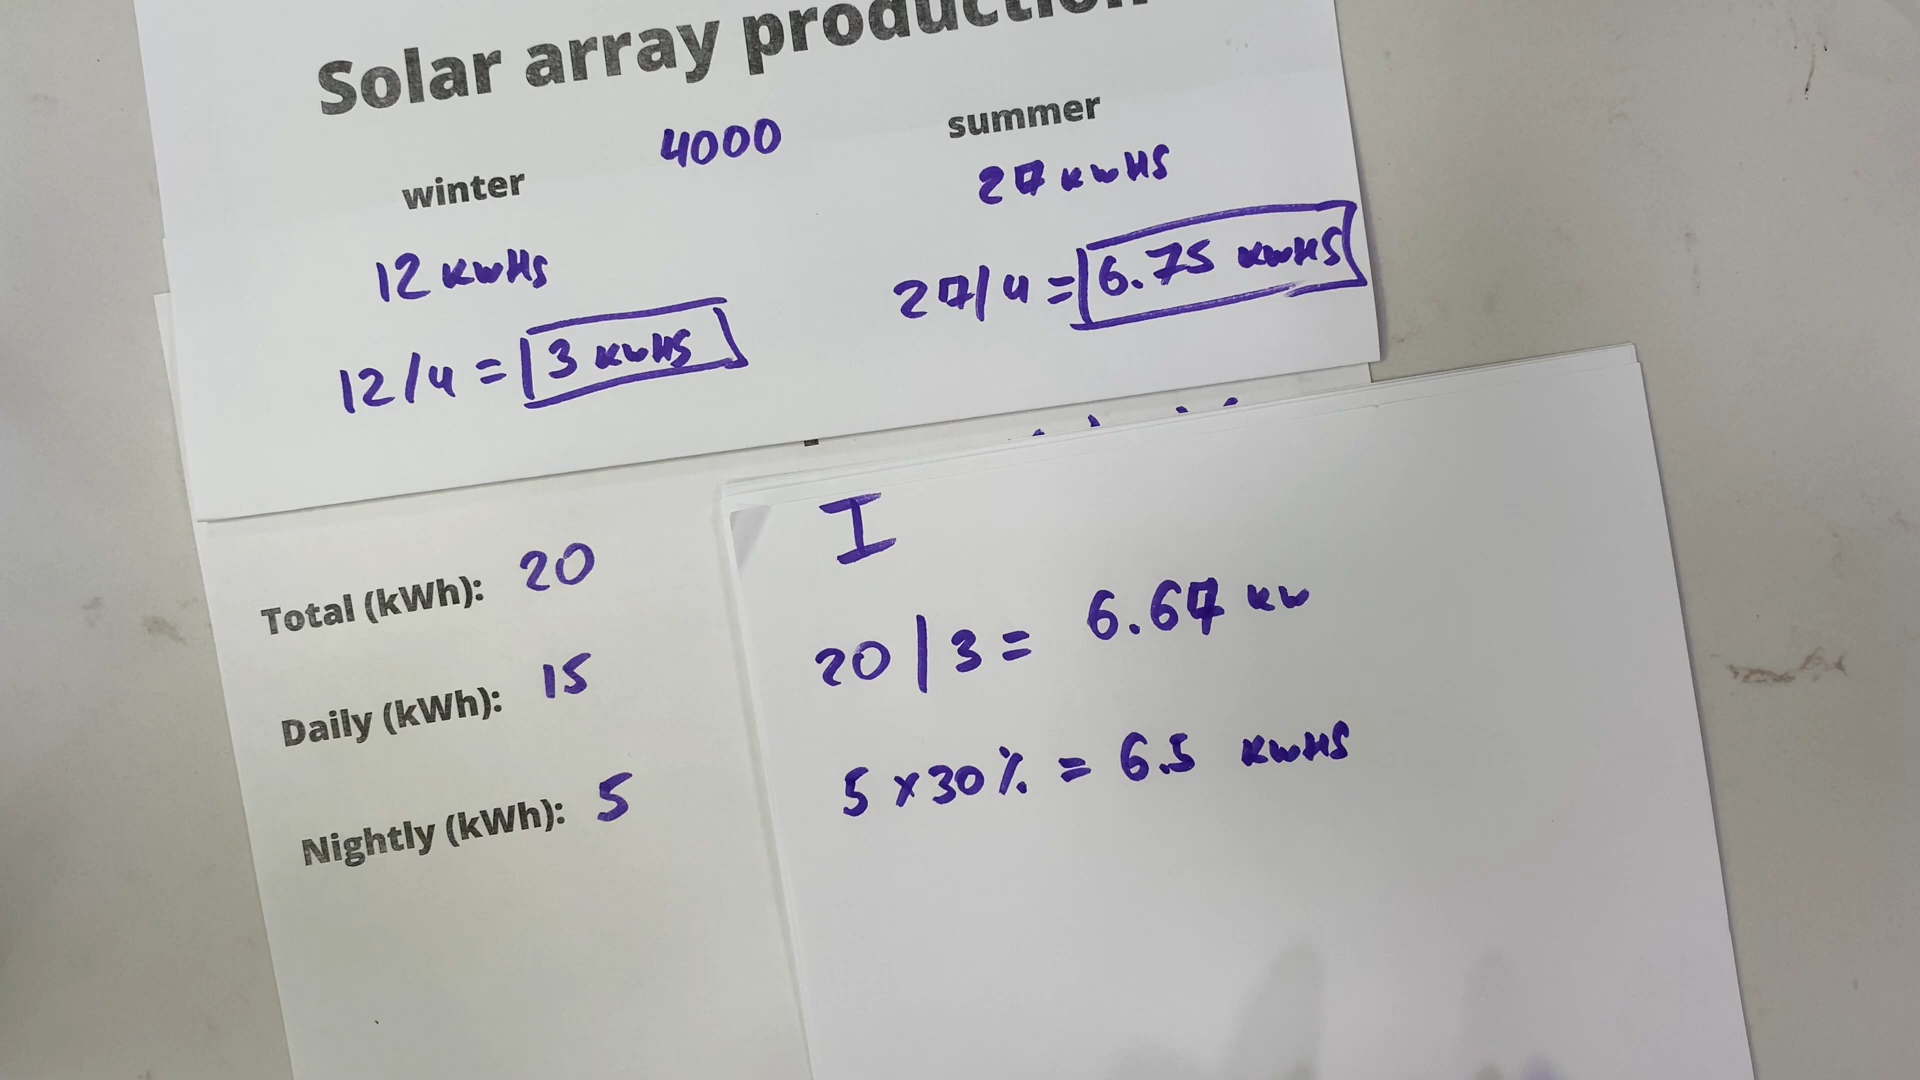 Solar array production
4000
winter
summer
12 KWHS
27 KWHS
12/4 = 3 KWHS
27/4 = 6.75 KWHS
Total (kWh): 20
Daily (kWh): 15
Nightly (kWh): 5
I
20/3 = 6.67 KW
5 x 30% = 6.5 KWHS